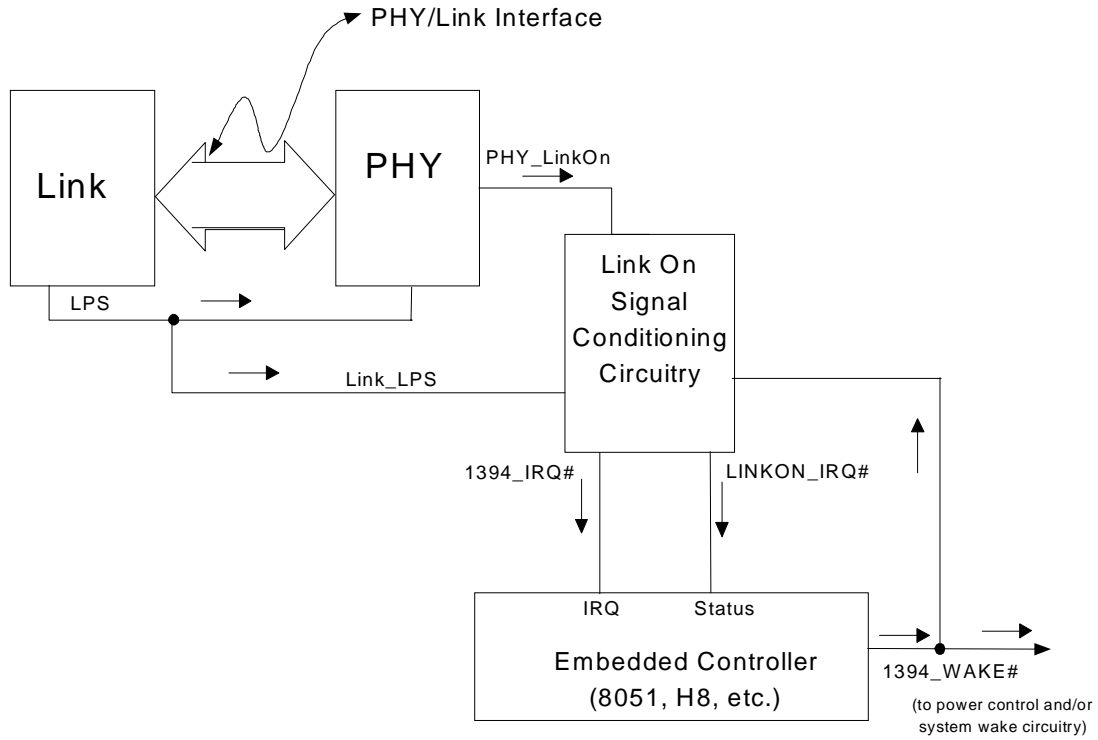 PHY/Link Interface
Link
PHY
PHY_LinkOn
LPS
Link_LPS
Link On
Signal
Conditioning
Circuitry
1394_IRQ#
LINKON_IRQ#
IRQ
Status
Embedded Controller
(8051, H8, etc.)
1394_WAKE#
(to power control and/or
system wake circuitry)